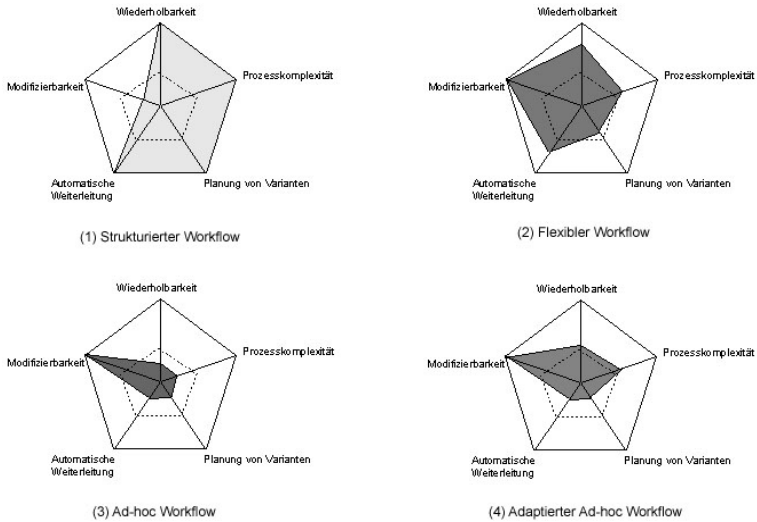 Wiederholbarkeit
Prozesskomplexität
Modifizierbarkeit
Automatische
Weiterleitung
Planung von Varianten
(1) Strukturierter Workflow
Wiederholbarkeit
Prozesskomplexität
Modifizierbarkeit
Automatische
Weiterleitung
Planung von Varianten
(2) Flexibler Workflow
Wiederholbarkeit
Prozesskomplexität
Modifizierbarkeit
Automatische
Weiterleitung
Planung von Varianten
(3) Ad-hoc Workflow
Wiederholbarkeit
Prozesskomplexität
Modifizierbarkeit
Automatische
Weiterleitung
Planung von Varianten
(4) Adaptierter Ad-hoc Workflow